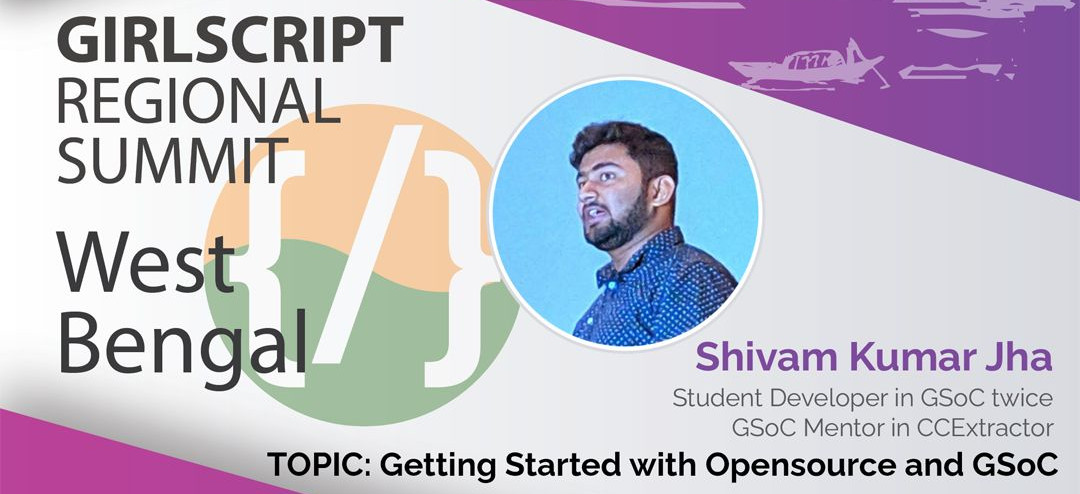 GIRLSCRIPT
REGIONAL
SUMMIT
West
Bengal
{/}
Shivam Kumar Jha
Student Developer in GSoC twice
GSoC Mentor in CCExtractor
TOPIC: Getting Started with Opensource and GSoC